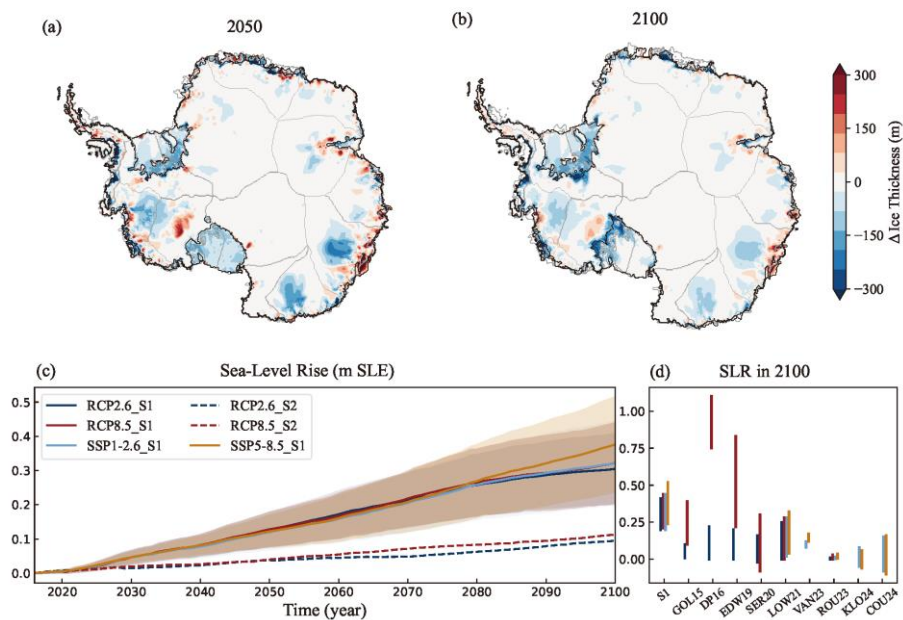 (a)
2050
(b)
2100
300
150
0
−150
−300
Δ Ice Thickness (m)
(c)
Sea-Level Rise (m SLE)
0.5
0.4
0.3
0.2
0.1
0.0
RCP2.6_S1
RCP8.5_S1
SSP1-2.6_S1
RCP2.6_S2
RCP8.5_S2
SSP5-8.5_S1
2020 2030 2040 2050 2060 2070 2080 2090 2100
Time (year)
(d)
SLR in 2100
1.00
0.75
0.50
0.25
0.00
S1 GOL15 DP16 EDW19 SER20 LOW21 VAN23 ROU23 KLO24 COU24